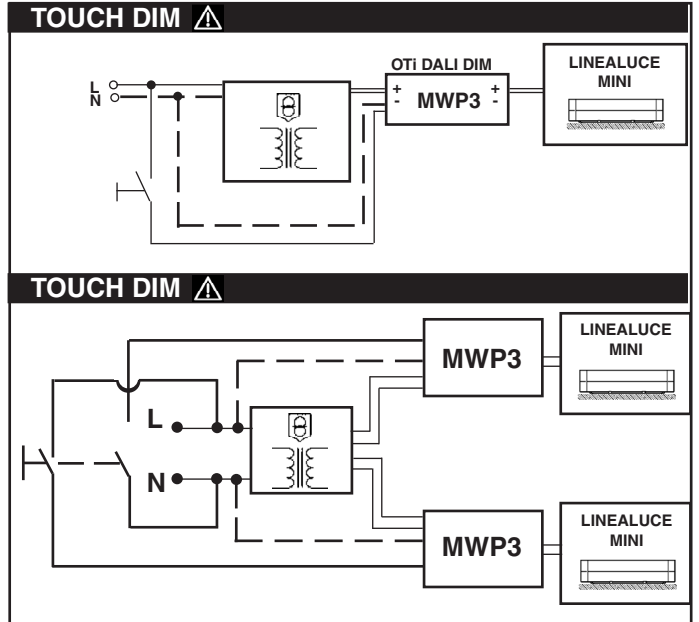 TOUCH DIM
OTi DALI DIM
LINEALUCE
MINI
L
N
+ +
- MWP3 -
TOUCH DIM
LINEALUCE
MINI
MWP3
L
N
LINEALUCE
MINI
MWP3